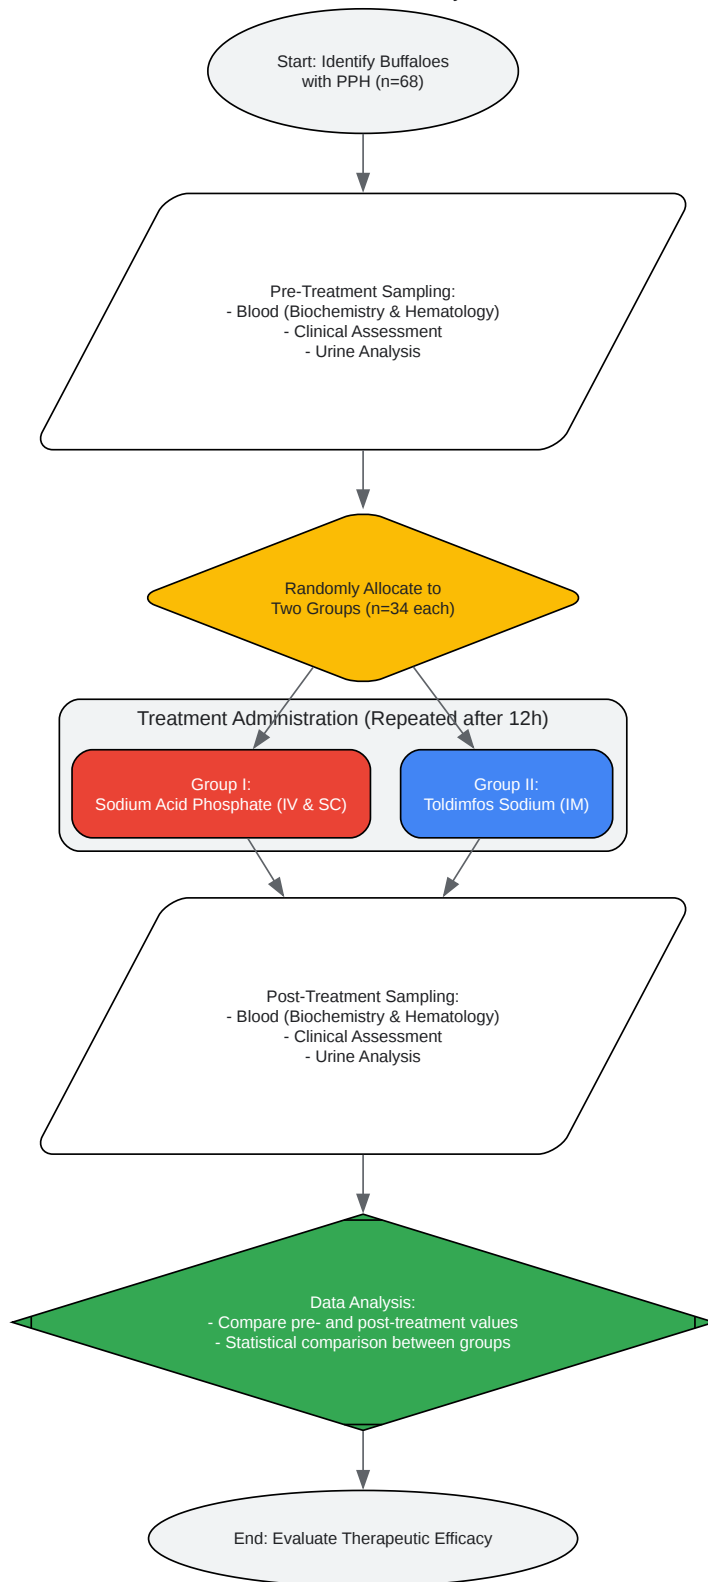 Start: Identify Buffaloes
with PPH (n=68)
Pre-Treatment Sampling:
- Blood (Biochemistry & Hematology)
- Clinical Assessment
- Urine Analysis
Randomly Allocate to
Two Groups (n=34 each)
Treatment Administration (Repeated after 12h)
Group I:
Sodium Acid Phosphate (IV & SC)
Group II:
Toldimfos Sodium (IM)
Post-Treatment Sampling:
- Blood (Biochemistry & Hematology)
- Clinical Assessment
- Urine Analysis
Data Analysis:
- Compare pre- and post-treatment values
- Statistical comparison between groups
End: Evaluate Therapeutic Efficacy